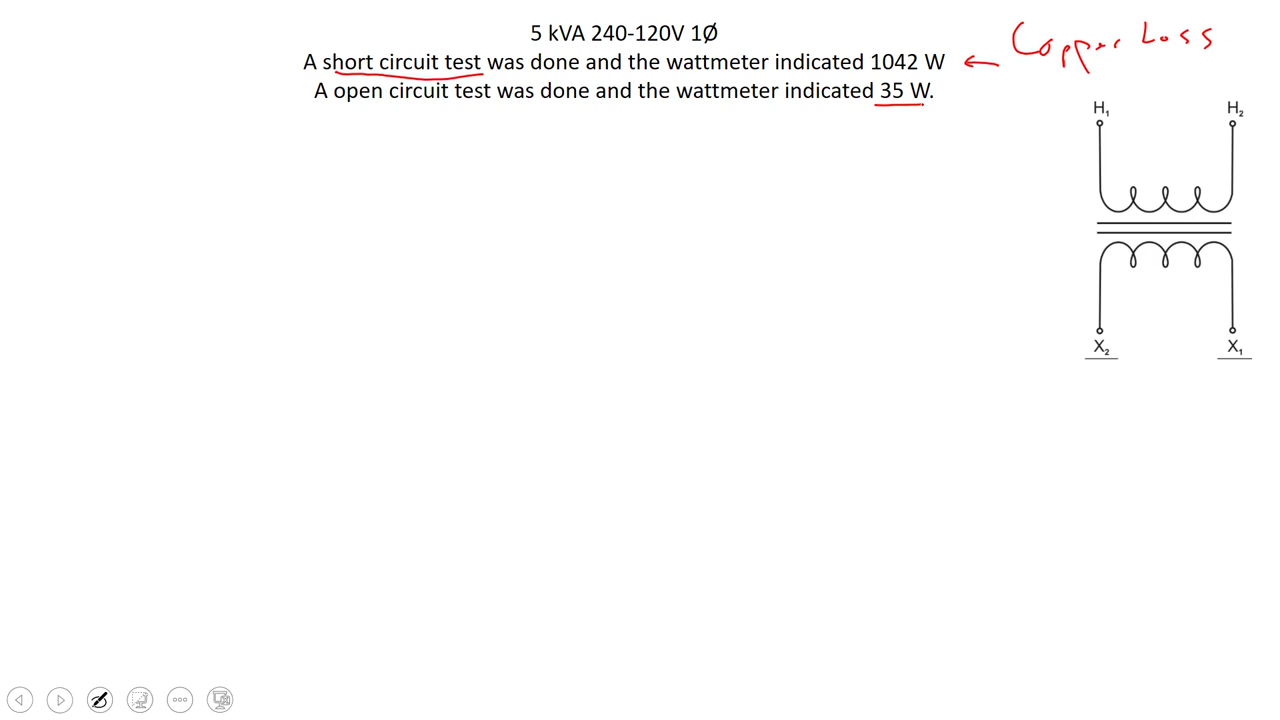 5 kVA 240-120V 1Ø
A short circuit test was done and the wattmeter indicated 1042 W
Copper Loss
A open circuit test was done and the wattmeter indicated 35 W.
H₁ H₂
X₂ X₁